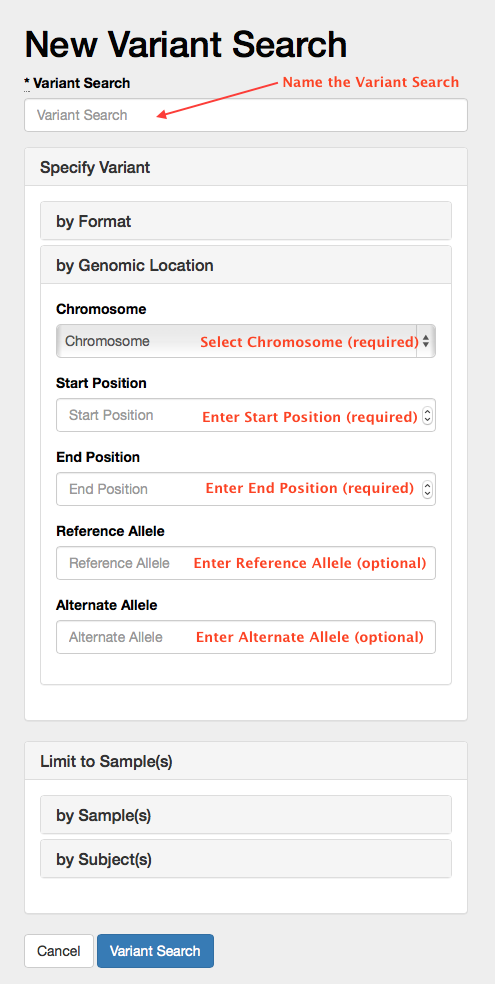 New Variant Search
* Variant Search
Name the Variant Search
Variant Search
Specify Variant
by Format
by Genomic Location
Chromosome
Chromosome Select Chromosome (required)
Start Position
Start Position Enter Start Position (required)
End Position
End Position Enter End Position (required)
Reference Allele
Reference Allele Enter Reference Allele (optional)
Alternate Allele
Alternate Allele Enter Alternate Allele (optional)
Limit to Sample(s)
by Sample(s)
by Subject(s)
Cancel Variant Search